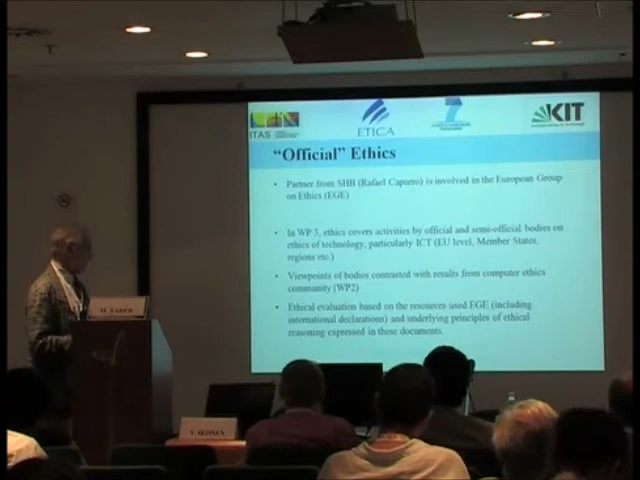 ITAS
ETICA
7
KIT
"Official" Ethics
• Partner from SHB (Rafael Capurro) is involved in the European Group
on Ethics (EGE)
• In WP 3, ethics covers activities by official and semi-official bodies on
ethics of technology, particularly ICT (EU level, Member States,
regions etc.)
• Viewpoints of bodies contrasted with results from computer ethics
community (WP2)
• Ethical evaluation based on the resources used EGE (including
international declarations) and underlying principles of ethical
reasoning expressed in these documents.
M. RADER
V. IKONIA